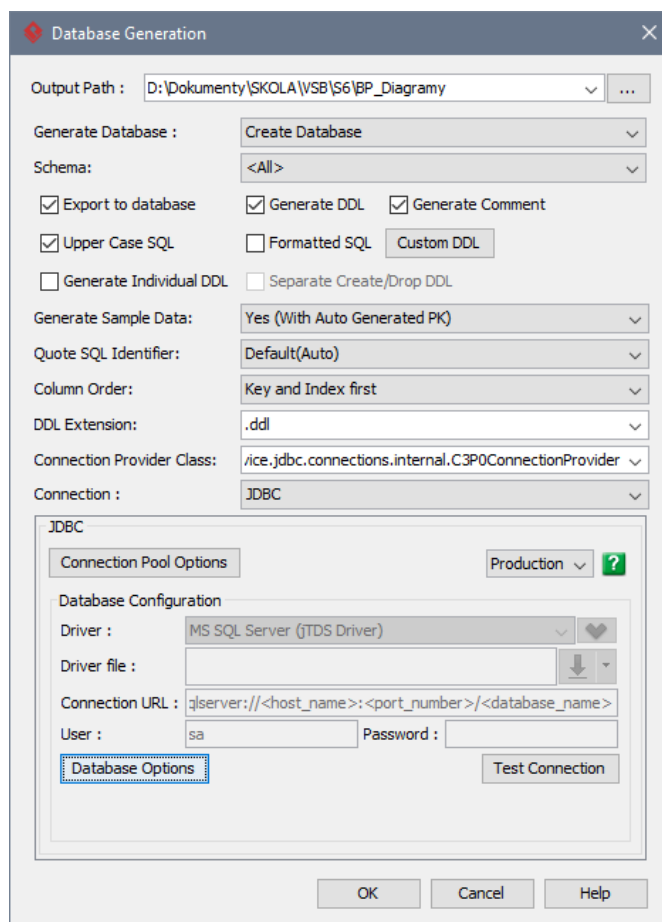 Database Generation
Output Path : D:\Dokumenty\SKOLA\VSB\S6\BP_Diagramy ...
Generate Database : Create Database
Schema: <All>
Export to database Generate DDL Generate Comment
Upper Case SQL Formatted SQL Custom DDL
Generate Individual DDL Separate Create/Drop DDL
Generate Sample Data: Yes (With Auto Generated PK)
Quote SQL Identifier: Default(Auto)
Column Order: Key and Index first
DDL Extension: .ddl
Connection Provider Class: vice.jdbc.connections.internal.C3P0ConnectionProvider
Connection : JDBC
JDBC
Connection Pool Options Production ?
Database Configuration
Driver : MS SQL Server (jTDS Driver)
Driver file :
Connection URL : qlserver://<host_name>:<port_number>/<database_name>
User : sa Password :
Database Options Test Connection
OK Cancel Help